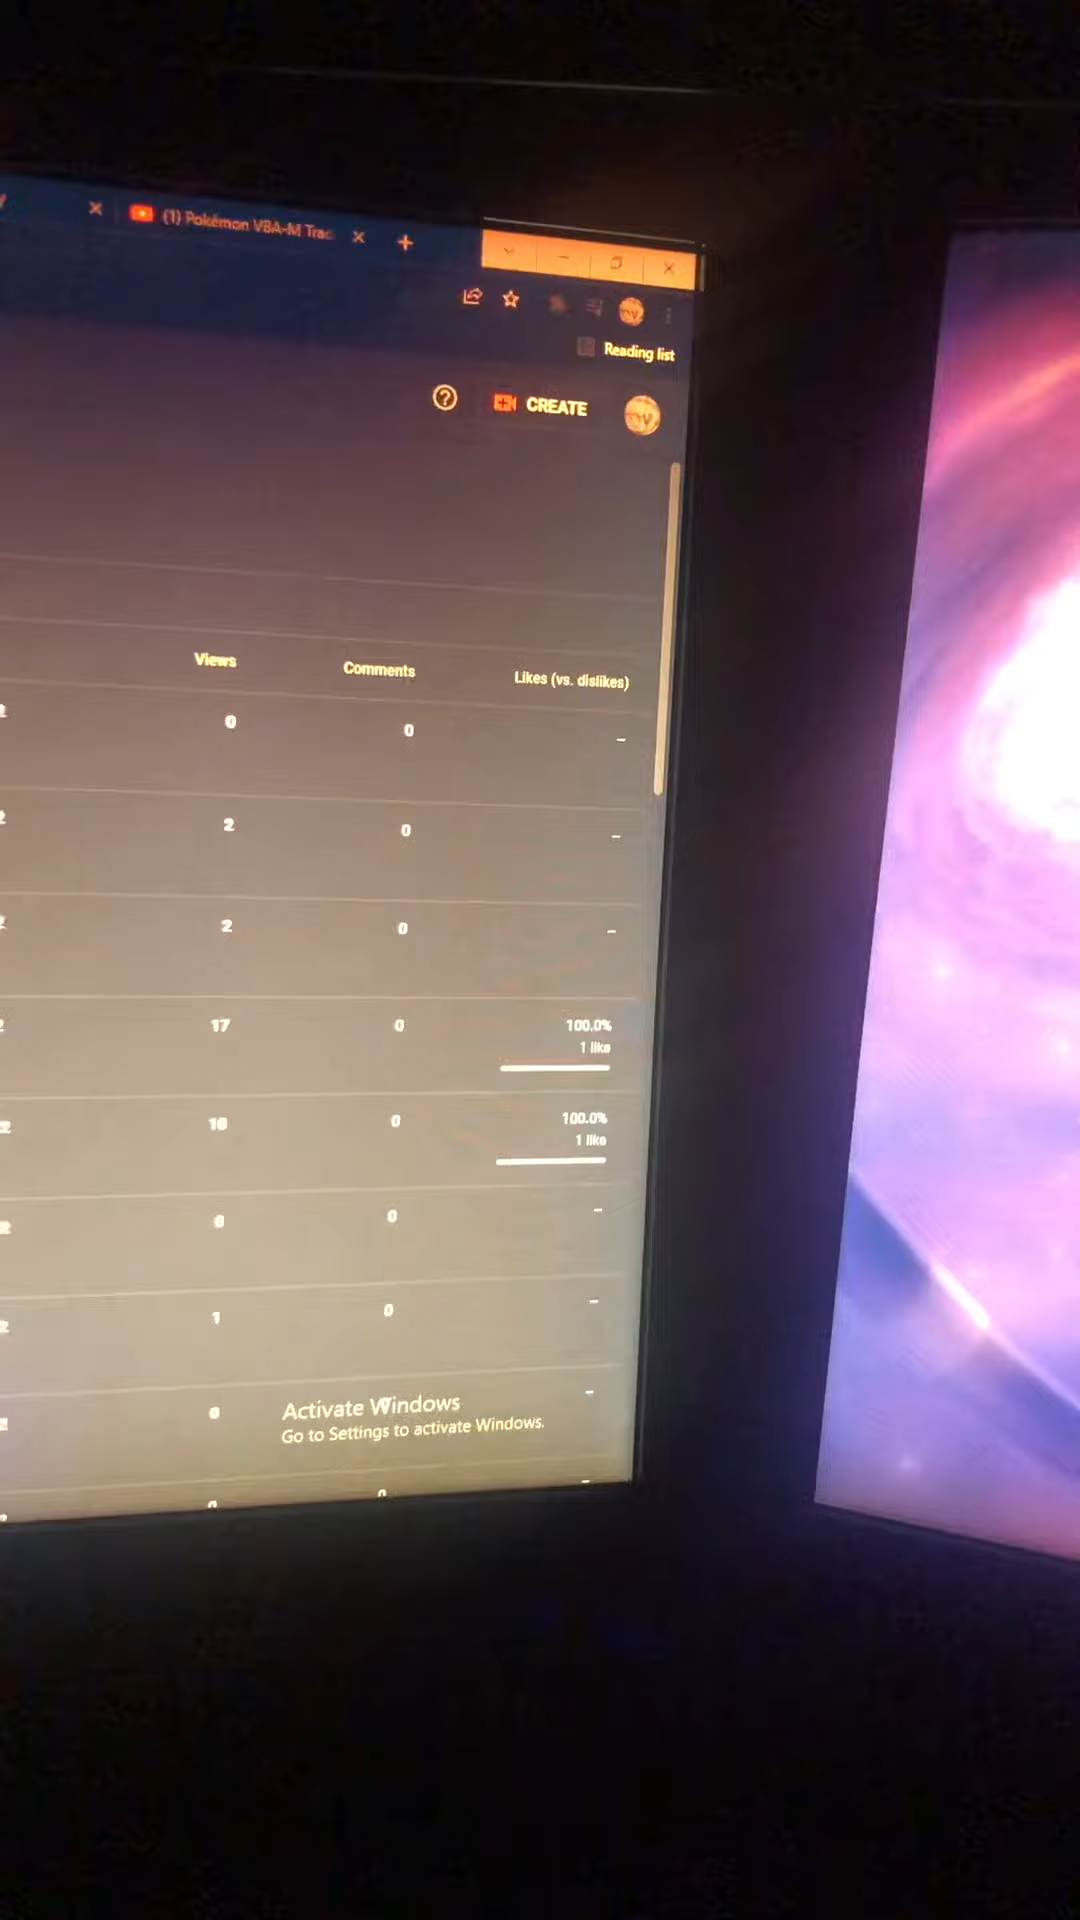 (1) Pokémon VBA-M Trac
Reading list
CREATE
Views Comments Likes (vs. dislikes)
0 0 –
2 0 –
2 0 –
17 0 100.0%
1 like
10 0 100.0%
1 like
0 0 –
1 0 –
0 –
Activate Windows
Go to Settings to activate Windows.